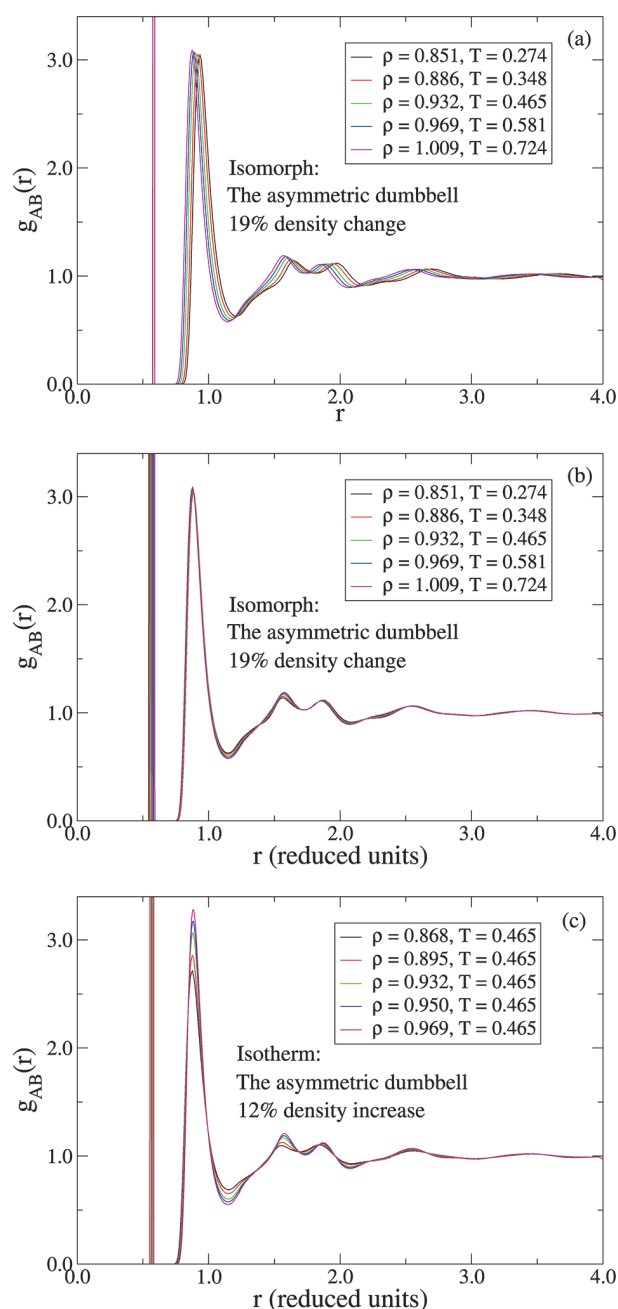 (a)
3.0
2.0
1.0
0.0
g_AB(r)
ρ = 0.851, T = 0.274
ρ = 0.886, T = 0.348
ρ = 0.932, T = 0.465
ρ = 0.969, T = 0.581
ρ = 1.009, T = 0.724
Isomorph:
The asymmetric dumbbell
19% density change
0.0 1.0 2.0 3.0 4.0
r
(b)
3.0
2.0
1.0
0.0
g_AB(r)
ρ = 0.851, T = 0.274
ρ = 0.886, T = 0.348
ρ = 0.932, T = 0.465
ρ = 0.969, T = 0.581
ρ = 1.009, T = 0.724
Isomorph:
The asymmetric dumbbell
19% density change
0.0 1.0 2.0 3.0 4.0
r (reduced units)
(c)
3.0
2.0
1.0
0.0
g_AB(r)
ρ = 0.868, T = 0.465
ρ = 0.895, T = 0.465
ρ = 0.932, T = 0.465
ρ = 0.950, T = 0.465
ρ = 0.969, T = 0.465
Isotherm:
The asymmetric dumbbell
12% density increase
0.0 1.0 2.0 3.0 4.0
r (reduced units)